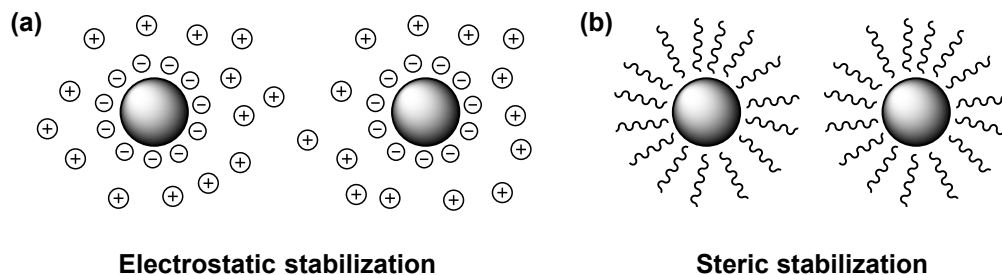 (a)
(b)
Electrostatic stabilization
Steric stabilization